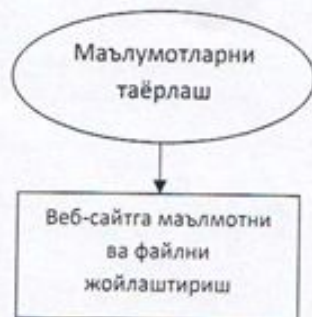 Маълумотларни
таёрлаш
Веб-сайтга маълмотни
ва файлни
жойлаштириш